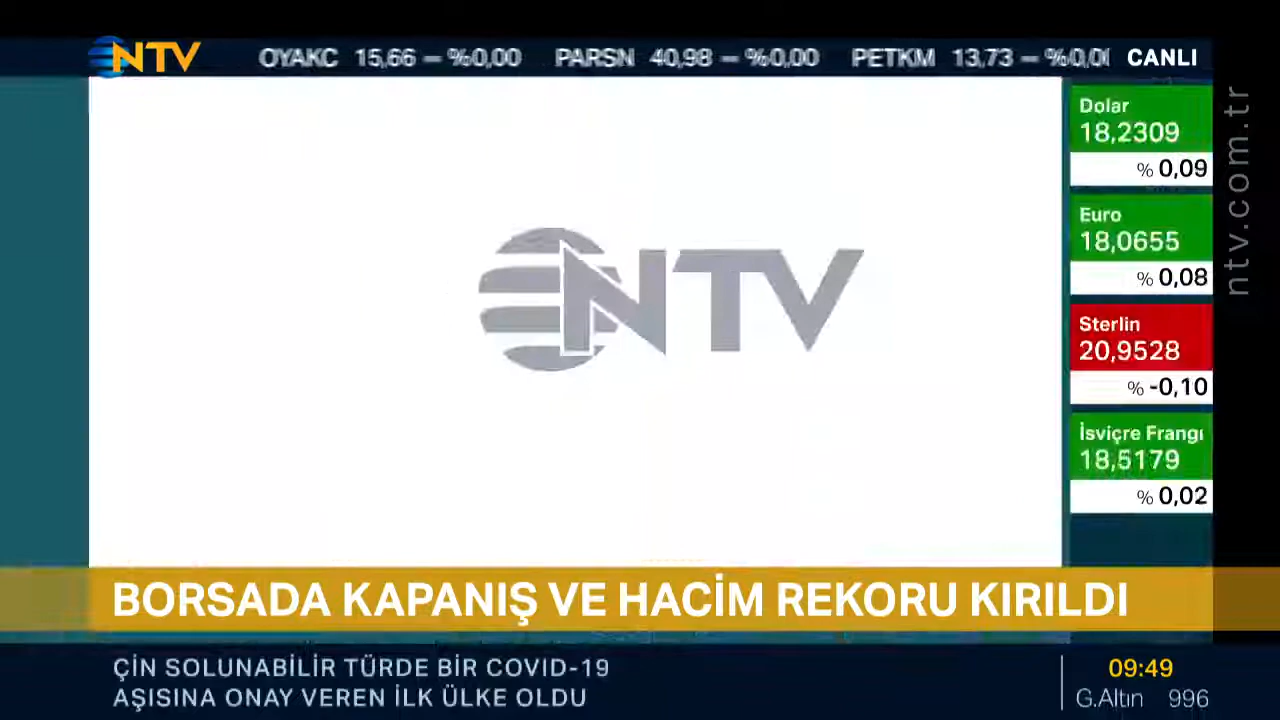 NTV
OYAKC 15,66 – %0,00 PARSN 40,98 – %0,00 PETKM 13,73 – %0,0 CANLI
Dolar
18,2309
% 0,09
Euro
18,0655
% 0,08
Sterlin
20,9528
% -0,10
İsviçre Frangı
18,5179
% 0,02
ntv.com.tr
NTV
BORSADA KAPANIŞ VE HACİM REKORU KIRILDI
ÇİN SOLUNABİLİR TÜRDE BİR COVID-19
AŞISINA ONAY VEREN İLK ÜLKE OLDU
09:49
G.Altın 996